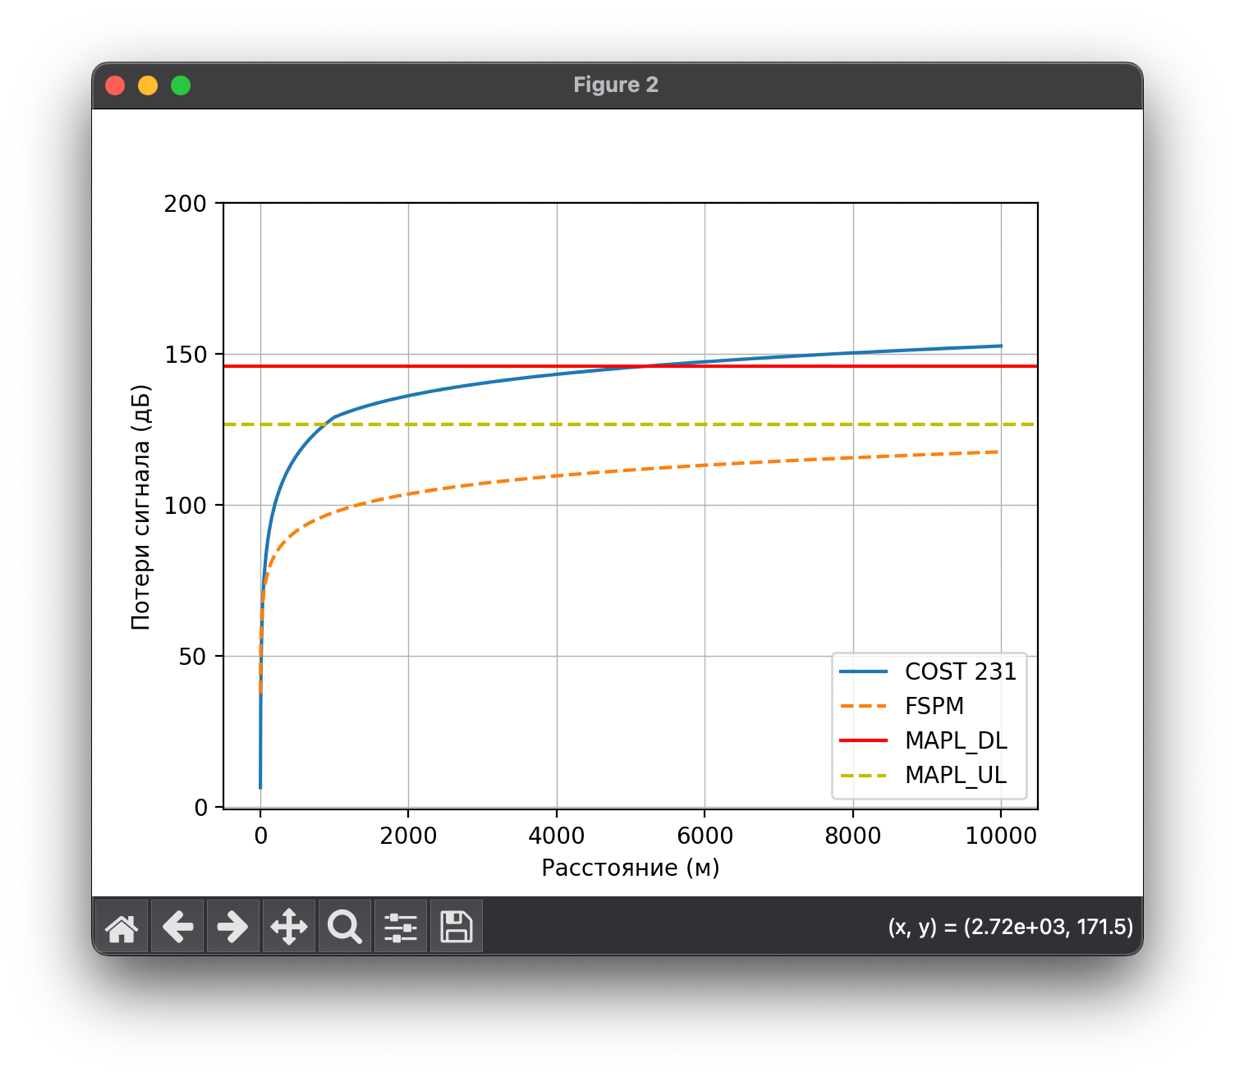 Figure 2
200
150
100
50
0
Потери сигнала (дБ)
COST 231
FSPM
MAPL_DL
MAPL_UL
0 2000 4000 6000 8000 10000
Расстояние (м)
(x, y) = (2.72e+03, 171.5)